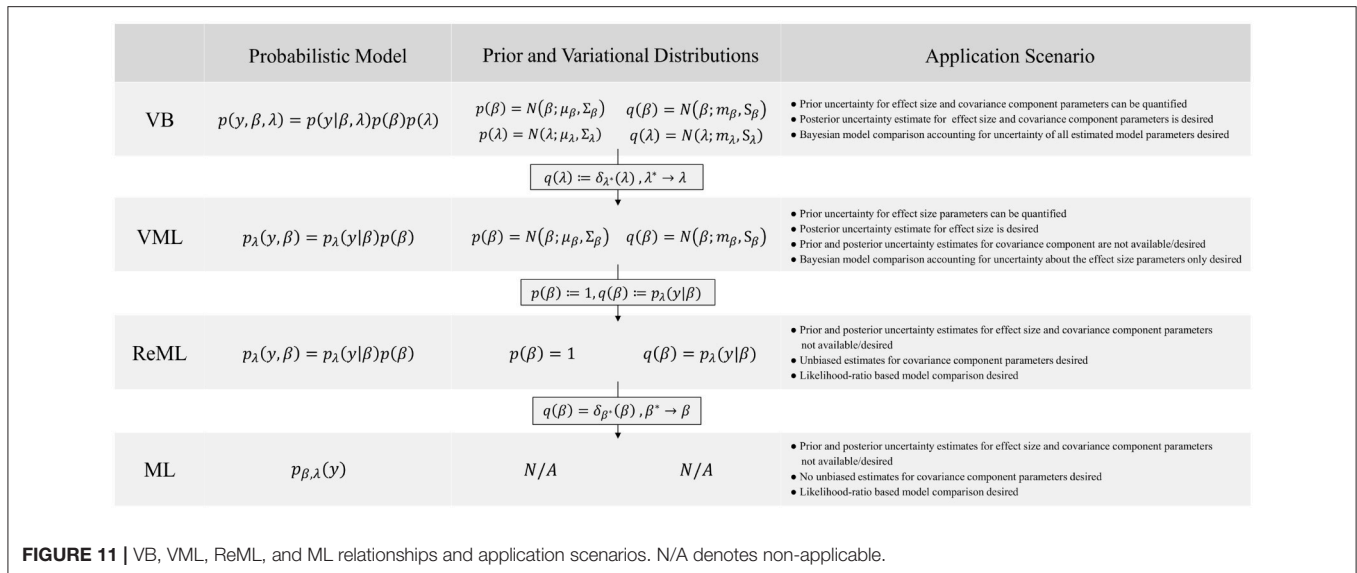 Probabilistic Model Prior and Variational Distributions Application Scenario
VB
p(y, β, λ) = p(y|β, λ)p(β)p(λ)
p(β) = N(β; μ_β, Σ_β) q(β) = N(β; m_β, S_β)
p(λ) = N(λ; μ_λ, Σ_λ) q(λ) = N(λ; m_λ, S_λ)
● Prior uncertainty for effect size and covariance component parameters can be quantified
● Posterior uncertainty estimate for effect size and covariance component parameters is desired
● Bayesian model comparison accounting for uncertainty of all estimated model parameters desired
q(λ) ≔ δ_λ*(λ), λ* → λ
VML
p_λ(y, β) = p_λ(y|β)p(β)
p(β) = N(β; μ_β, Σ_β) q(β) = N(β; m_β, S_β)
● Prior uncertainty for effect size parameters can be quantified
● Posterior uncertainty estimate for effect size is desired
● Prior and posterior uncertainty estimates for covariance component are not available/desired
● Bayesian model comparison accounting for uncertainty about the effect size parameters only desired
p(β) ≔ 1, q(β) ≔ p_λ(y|β)
ReML
p_λ(y, β) = p_λ(y|β)p(β)
p(β) = 1 q(β) = p_λ(y|β)
● Prior and posterior uncertainty estimates for effect size and covariance component parameters
not available/desired
● Unbiased estimates for covariance component parameters desired
● Likelihood-ratio based model comparison desired
q(β) = δ_β*(β), β* → β
ML
p_β,λ(y)
N/A N/A
● Prior and posterior uncertainty estimates for effect size and covariance component parameters
not available/desired
● No unbiased estimates for covariance component parameters desired
● Likelihood-ratio based model comparison desired
FIGURE 11 | VB, VML, ReML, and ML relationships and application scenarios. N/A denotes non-applicable.